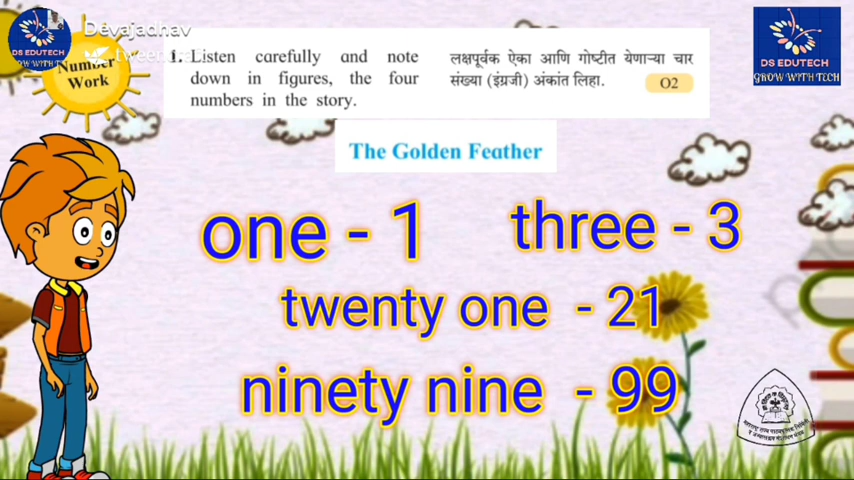 Devajadhav
DS EDUTECH
GROW WITH TECH
Number
Work
1. Listen carefully and note
down in figures, the four
numbers in the story.
लक्षपूर्वक ऐका आणि गोष्टीत येणाऱ्या चार
संख्या (इंग्रजी) अंकांत लिहा.
O2
DS EDUTECH
GROW WITH TECH
The Golden Feather
one - 1
three - 3
twenty one - 21
ninety nine - 99